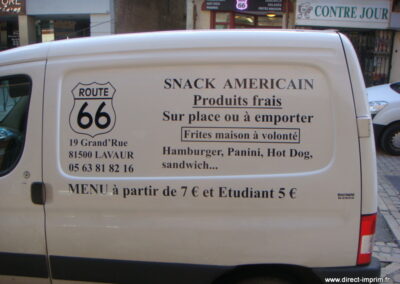 CONTRE JOUR
ROUTE
66
19 Grand'Rue
81500 LAVAUR
05 63 81 82 16
SNACK AMERICAIN
Produits frais
Sur place ou à emporter
Frites maison à volonté
Hamburger, Panini, Hot Dog,
sandwich...
MENU à partir de 7 € et Etudiant 5 €
www.direct-imprim.fr